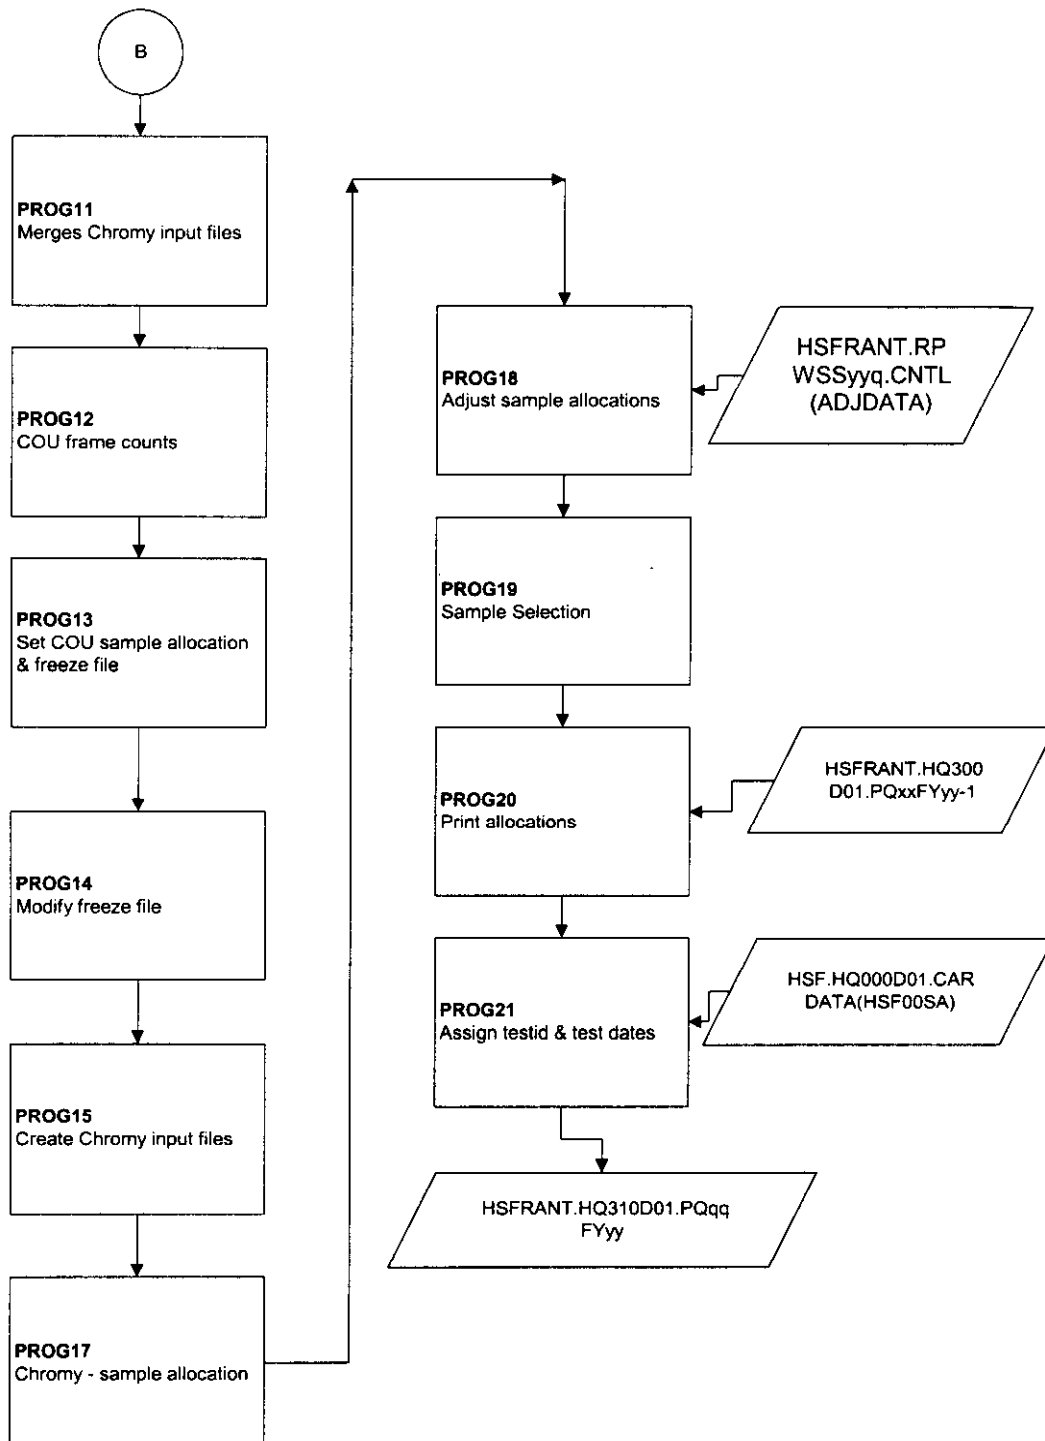 B
PROG11
Merges Chromy input files
PROG12
COU frame counts
PROG13
Set COU sample allocation
& freeze file
PROG14
Modify freeze file
PROG15
Create Chromy input files
PROG17
Chromy - sample allocation
PROG18
Adjust sample allocations
HSFRANT.RP
WSSyyq.CNTL
(ADJDATA)
PROG19
Sample Selection
PROG20
Print allocations
HSFRANT.HQ300
D01.PQxxFYyy-1
PROG21
Assign testid & test dates
HSF.HQ000D01.CAR
DATA(HSF00SA)
HSFRANT.HQ310D01.PQqq
FYyy